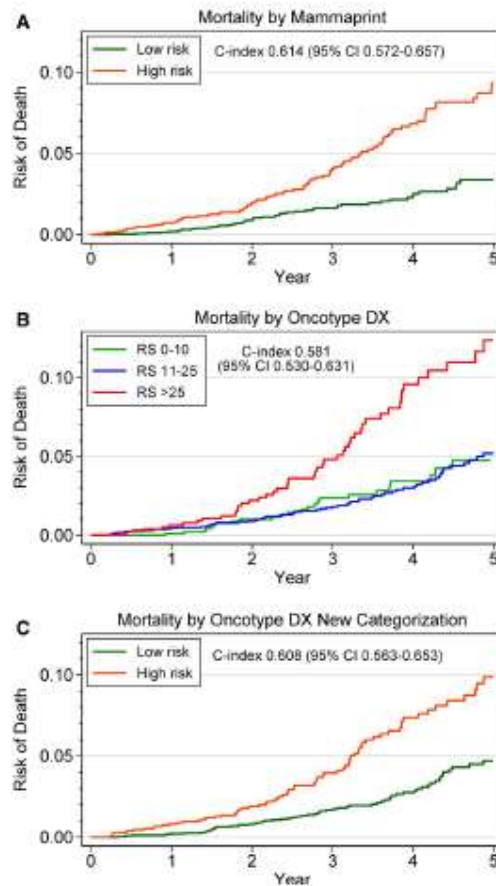 A
Mortality by Mammaprint
Low risk
High risk
C-index 0.614 (95% CI 0.572-0.657)
Risk of Death
0.10
0.05
0.00
0 1 2 3 4 5
Year
B
Mortality by Oncotype DX
RS 0-10
RS 11-25
RS >25
C-index 0.581
(95% CI 0.530-0.631)
Risk of Death
0.10
0.05
0.00
0 1 2 3 4 5
Year
C
Mortality by Oncotype DX New Categorization
Low risk
High risk
C-index 0.608 (95% CI 0.563-0.653)
Risk of Death
0.10
0.05
0.00
0 1 2 3 4 5
Year